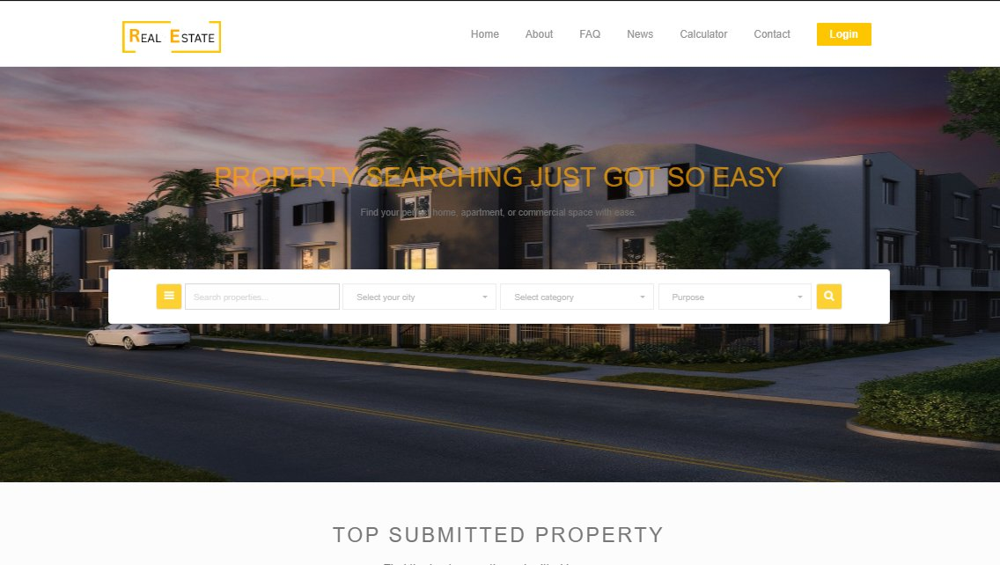 REAL ESTATE
Home About FAQ News Calculator Contact Login
PROPERTY SEARCHING JUST GOT SO EASY
Find your perfect home, apartment, or commercial space with ease.
Search properties... Select your city Select category Purpose
TOP SUBMITTED PROPERTY